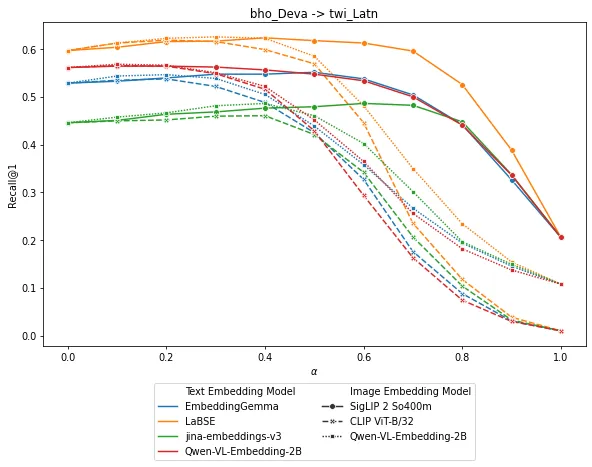 bho_Deva -> twi_Latn
Recall@1
0.6
0.5
0.4
0.3
0.2
0.1
0.0
0.0 0.2 0.4 0.6 0.8 1.0
α
Text Embedding Model Image Embedding Model
EmbeddingGemma SigLIP 2 So400m
LaBSE CLIP ViT-B/32
jina-embeddings-v3 Qwen-VL-Embedding-2B
Qwen-VL-Embedding-2B